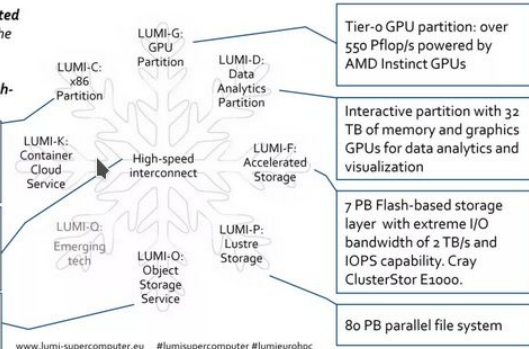 ted
he
h-
LUMI-G:
GPU
Partition
LUMI-C:
x86
Partition
LUMI-D:
Data
Analytics
Partition
LUMI-K:
Container
Cloud
Service
High-speed
interconnect
LUMI-F:
Accelerated
Storage
LUMI-Q:
Emerging
tech
LUMI-O:
Object
Storage
Service
LUMI-P:
Lustre
Storage
Tier-0 GPU partition: over
550 Pflop/s powered by
AMD Instinct GPUs
Interactive partition with 32
TB of memory and graphics
GPUs for data analytics and
visualization
7 PB Flash-based storage
layer with extreme I/O
bandwidth of 2 TB/s and
IOPS capability. Cray
ClusterStor E1000.
80 PB parallel file system
www.lumi-supercomputer.eu #lumisupercomputer #lumieurohpc